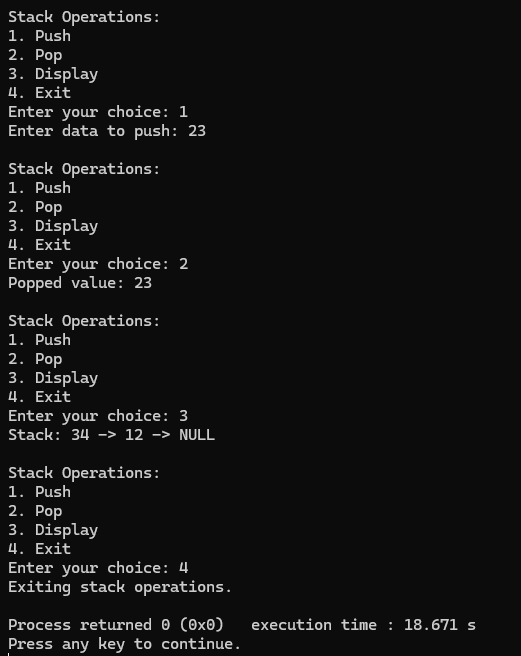 Stack Operations:
1. Push
2. Pop
3. Display
4. Exit
Enter your choice: 1
Enter data to push: 23

Stack Operations:
1. Push
2. Pop
3. Display
4. Exit
Enter your choice: 2
Popped value: 23

Stack Operations:
1. Push
2. Pop
3. Display
4. Exit
Enter your choice: 3
Stack: 34 -> 12 -> NULL

Stack Operations:
1. Push
2. Pop
3. Display
4. Exit
Enter your choice: 4
Exiting stack operations.

Process returned 0 (0x0)   execution time : 18.671 s
Press any key to continue.